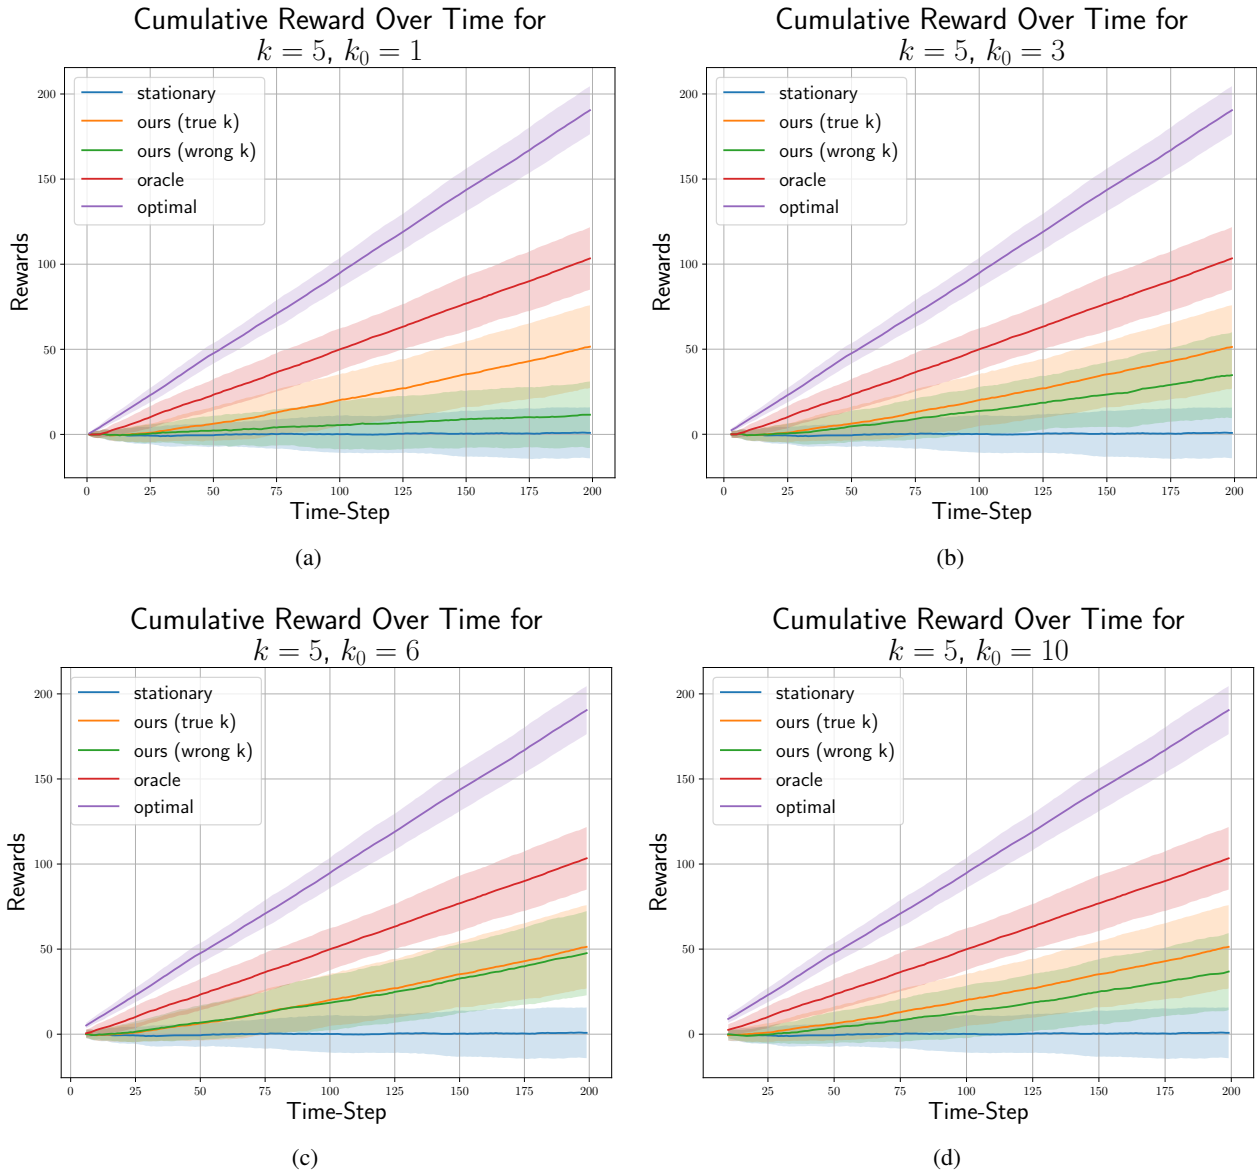 Cumulative Reward Over Time for
k = 5, k₀ = 1
stationary
ours (true k)
ours (wrong k)
oracle
optimal
200
150
100
50
0
Rewards
0 25 50 75 100 125 150 175 200
Time-Step
(a)
Cumulative Reward Over Time for
k = 5, k₀ = 3
stationary
ours (true k)
ours (wrong k)
oracle
optimal
200
150
100
50
0
Rewards
0 25 50 75 100 125 150 175 200
Time-Step
(b)
Cumulative Reward Over Time for
k = 5, k₀ = 6
stationary
ours (true k)
ours (wrong k)
oracle
optimal
200
150
100
50
0
Rewards
0 25 50 75 100 125 150 175 200
Time-Step
(c)
Cumulative Reward Over Time for
k = 5, k₀ = 10
stationary
ours (true k)
ours (wrong k)
oracle
optimal
200
150
100
50
0
Rewards
25 50 75 100 125 150 175 200
Time-Step
(d)